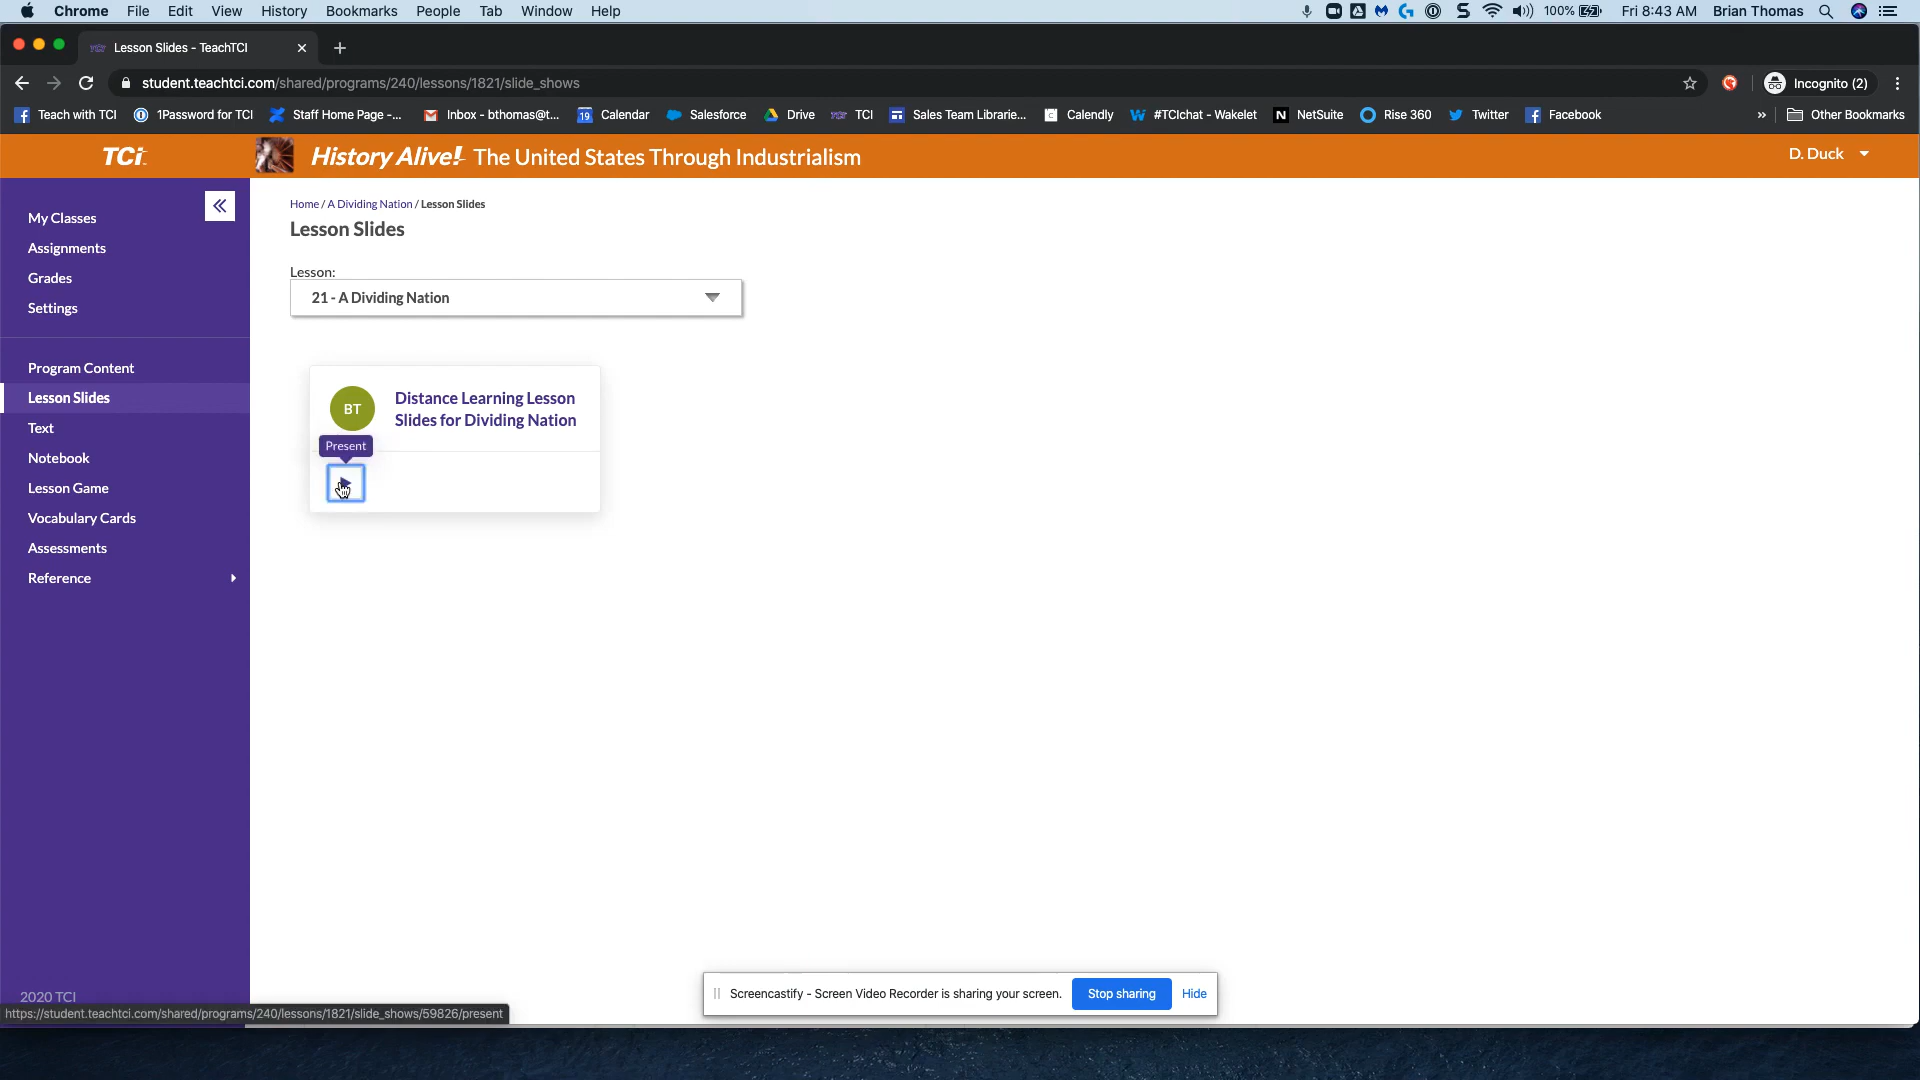 Chrome File Edit View History Bookmarks People Tab Window Help 100% Fri 8:43 AM Brian Thomas
Lesson Slides - TeachTCI
student.teachtci.com/shared/programs/240/lessons/1821/slide_shows Incognito (2)
Teach with TCI 1Password for TCI Staff Home Page -... Inbox - bthomas@t... 19 Calendar Salesforce Drive TCI Sales Team Librarie... Calendly #TCIchat - Wakelet NetSuite Rise 360 Twitter Facebook » Other Bookmarks
TCi History Alive! The United States Through Industrialism D. Duck
My Classes
Assignments
Grades
Settings
Program Content
Lesson Slides
Text
Notebook
Lesson Game
Vocabulary Cards
Assessments
Reference
2020 TCI
Home / A Dividing Nation / Lesson Slides
Lesson Slides
Lesson:
21 - A Dividing Nation
BT
Distance Learning Lesson
Slides for Dividing Nation
Present
Screencastify - Screen Video Recorder is sharing your screen. Stop sharing Hide
https://student.teachtci.com/shared/programs/240/lessons/1821/slide_shows/59826/present